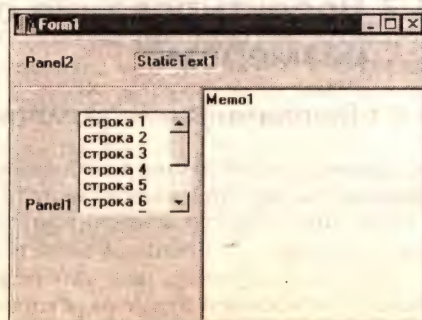 Form1
Panel2 StaticText1
Memo1
строка 1
строка 2
строка 3
строка 4
строка 5
Panel1 строка 6